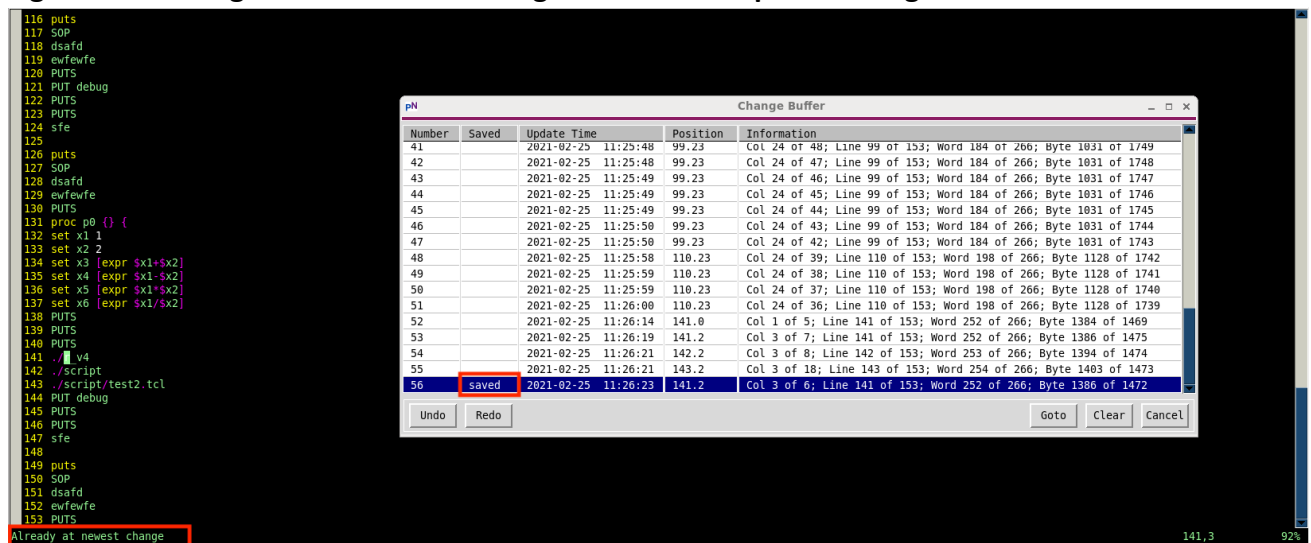 116 puts
117 SOP
118 dsafd
119 ewfewfe
120 PUTS
121 PUT debug
122 PUTS
123 PUTS
124 sfe
125
126 puts
127 SOP
128 dsafd
129 ewfewfe
130 PUTS
131 proc p0 {} {
132 set x1 1
133 set x2 2
134 set x3 [expr $x1+$x2]
135 set x4 [expr $x1-$x2]
136 set x5 [expr $x1*$x2]
137 set x6 [expr $x1/$x2]
138 PUTS
139 PUTS
140 PUTS
141 ./r_v4
142 ./script
143 ./script/test2.tcl
144 PUT debug
145 PUTS
146 PUTS
147 sfe
148
149 puts
150 SOP
151 dsafd
152 ewfewfe
153 PUTS
Already at newest change
141,3 92%
pN Change Buffer
Number Saved Update Time Position Information
41 2021-02-25 11:25:48 99.23 Col 24 of 48; Line 99 of 153; Word 184 of 266; Byte 1031 of 1749
42 2021-02-25 11:25:48 99.23 Col 24 of 47; Line 99 of 153; Word 184 of 266; Byte 1031 of 1748
43 2021-02-25 11:25:49 99.23 Col 24 of 46; Line 99 of 153; Word 184 of 266; Byte 1031 of 1747
44 2021-02-25 11:25:49 99.23 Col 24 of 45; Line 99 of 153; Word 184 of 266; Byte 1031 of 1746
45 2021-02-25 11:25:49 99.23 Col 24 of 44; Line 99 of 153; Word 184 of 266; Byte 1031 of 1745
46 2021-02-25 11:25:50 99.23 Col 24 of 43; Line 99 of 153; Word 184 of 266; Byte 1031 of 1744
47 2021-02-25 11:25:50 99.23 Col 24 of 42; Line 99 of 153; Word 184 of 266; Byte 1031 of 1743
48 2021-02-25 11:25:58 110.23 Col 24 of 39; Line 110 of 153; Word 198 of 266; Byte 1128 of 1742
49 2021-02-25 11:25:59 110.23 Col 24 of 38; Line 110 of 153; Word 198 of 266; Byte 1128 of 1741
50 2021-02-25 11:25:59 110.23 Col 24 of 37; Line 110 of 153; Word 198 of 266; Byte 1128 of 1740
51 2021-02-25 11:26:00 110.23 Col 24 of 36; Line 110 of 153; Word 198 of 266; Byte 1128 of 1739
52 2021-02-25 11:26:14 141.0 Col 1 of 5; Line 141 of 153; Word 252 of 266; Byte 1384 of 1469
53 2021-02-25 11:26:19 141.2 Col 3 of 7; Line 141 of 153; Word 252 of 266; Byte 1386 of 1475
54 2021-02-25 11:26:21 142.2 Col 3 of 8; Line 142 of 153; Word 253 of 266; Byte 1394 of 1474
55 2021-02-25 11:26:21 143.2 Col 3 of 18; Line 143 of 153; Word 254 of 266; Byte 1403 of 1473
56 saved 2021-02-25 11:26:23 141.2 Col 3 of 6; Line 141 of 153; Word 252 of 266; Byte 1386 of 1472
Undo Redo Goto Clear Cancel